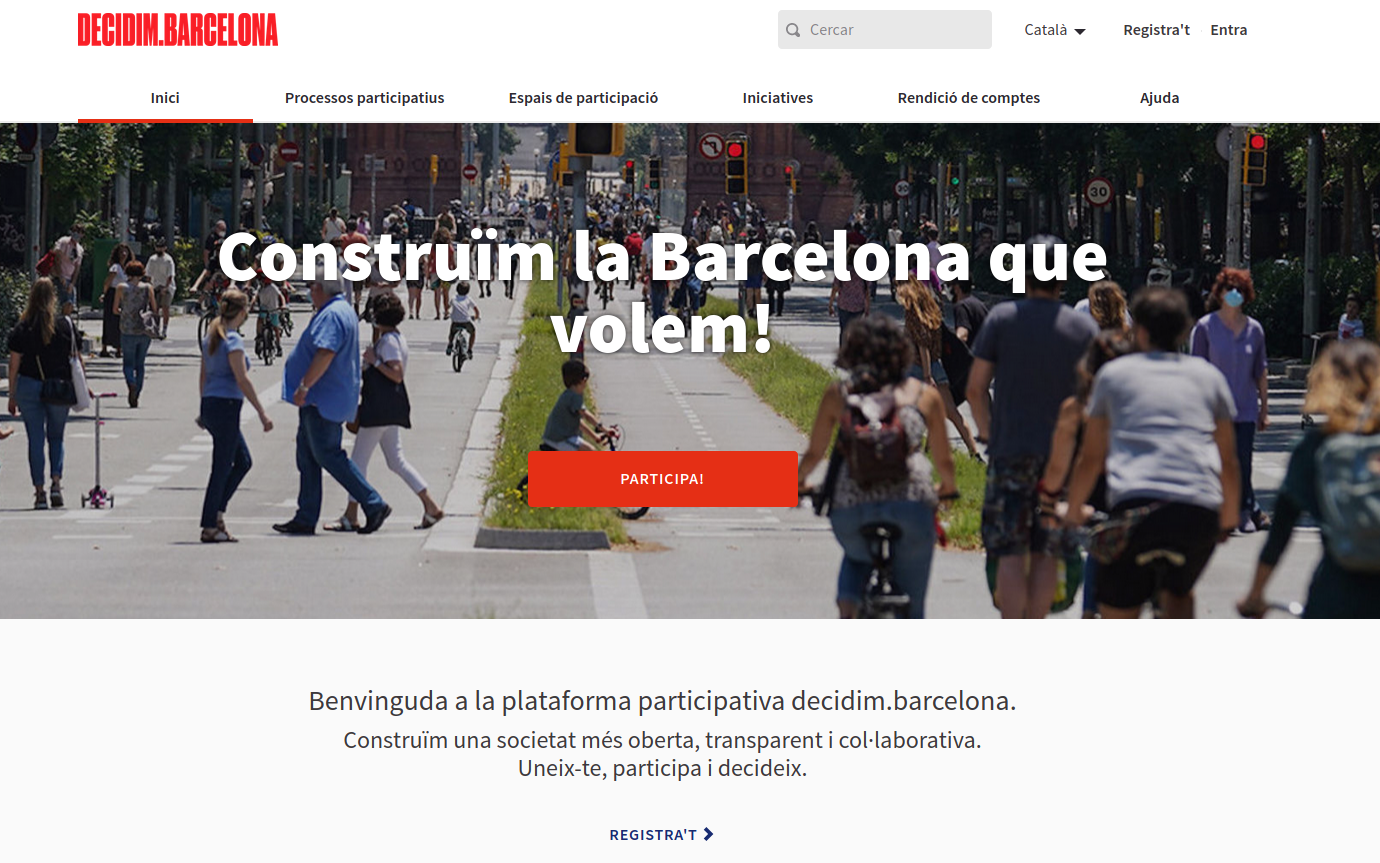 DECIDIM.BARCELONA
Cercar
Català
Registra't
Entra
Inici
Processos participatius
Espais de participació
Iniciatives
Rendició de comptes
Ajuda
30
30
Construïm la Barcelona que
volem!
PARTICIPA!
Benvinguda a la plataforma participativa decidim.barcelona.
Construïm una societat més oberta, transparent i col·laborativa.
Uneix-te, participa i decideix.
REGISTRA'T